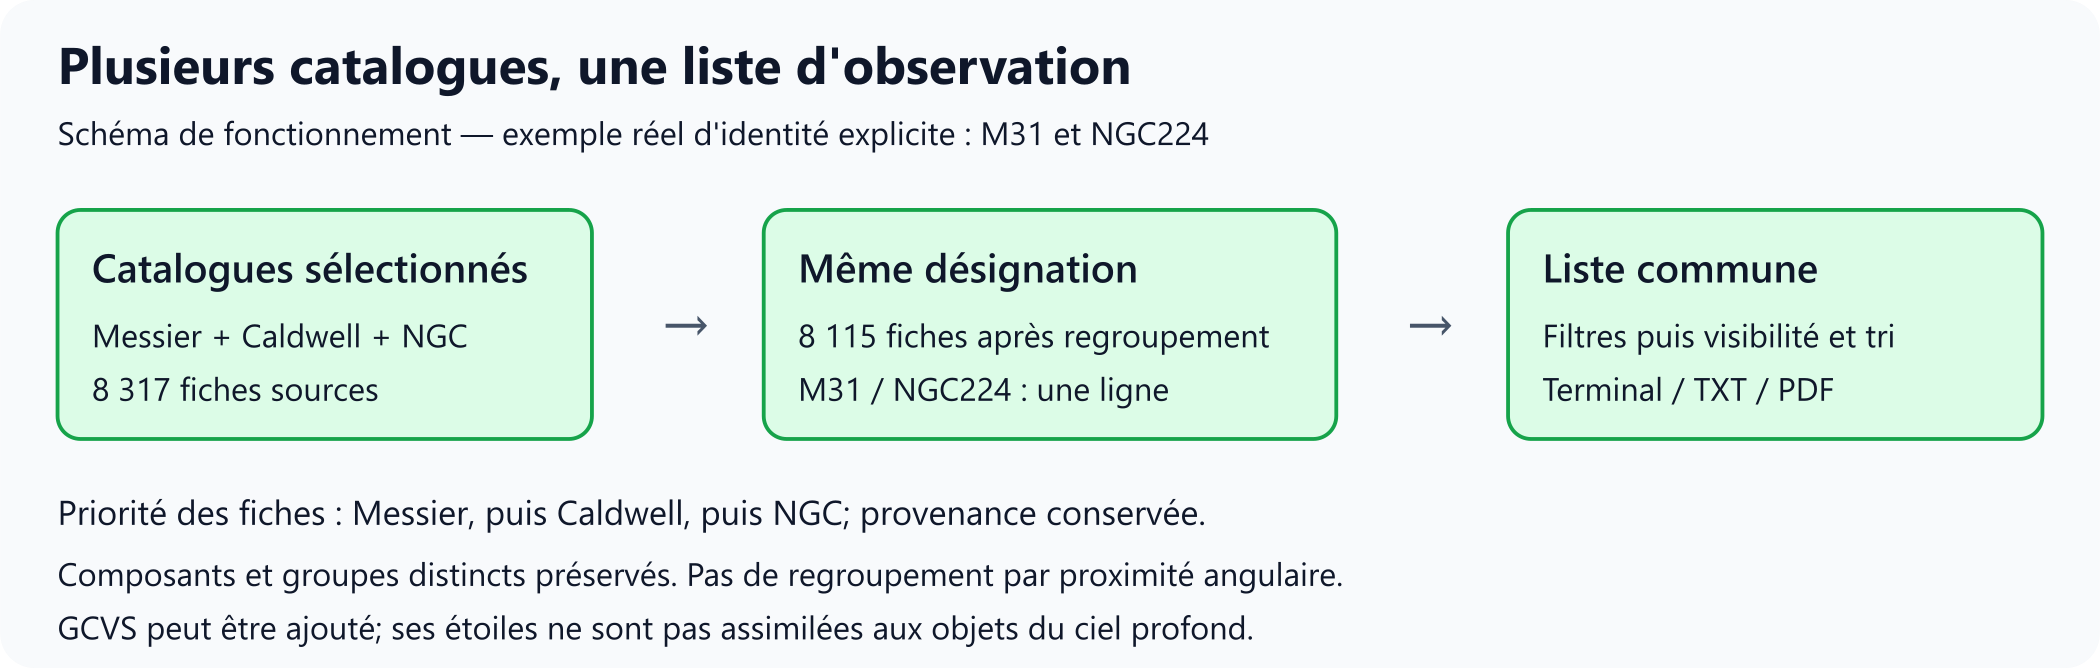 Plusieurs catalogues, une liste d'observation
Schéma de fonctionnement — exemple réel d'identité explicite : M31 et NGC224
Catalogues sélectionnés
Messier + Caldwell + NGC
8 317 fiches sources
→
Même désignation
8 115 fiches après regroupement
M31 / NGC224 : une ligne
→
Liste commune
Filtres puis visibilité et tri
Terminal / TXT / PDF
Priorité des fiches : Messier, puis Caldwell, puis NGC; provenance conservée.
Composants et groupes distincts préservés. Pas de regroupement par proximité angulaire.
GCVS peut être ajouté; ses étoiles ne sont pas assimilées aux objets du ciel profond.